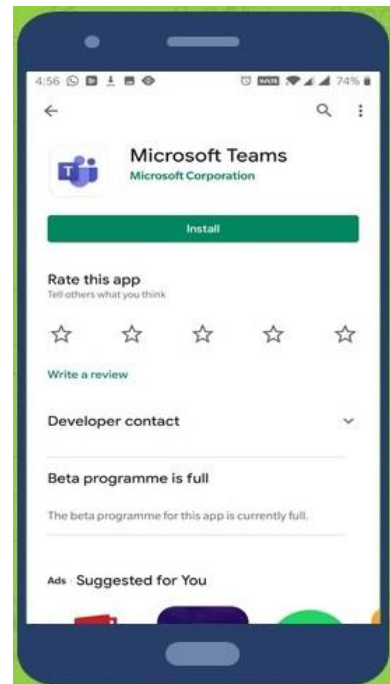 4:56
74%
Microsoft Teams
Microsoft Corporation
Install
Rate this app
Tell others what you think
Write a review
Developer contact
Beta programme is full
The beta programme for this app is currently full.
Ads · Suggested for You